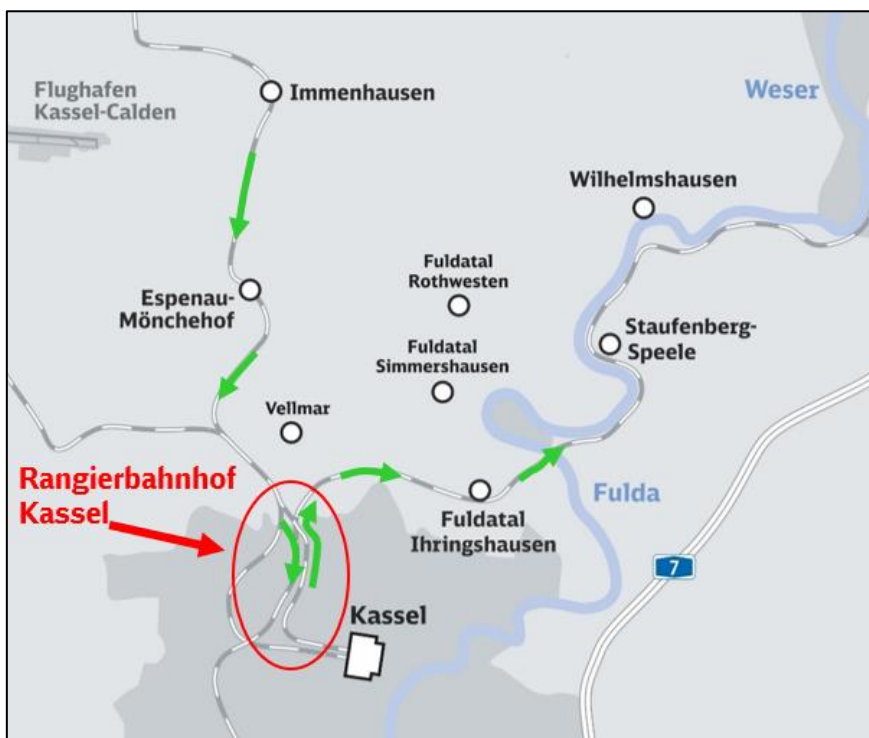 Immenhausen
Flughafen
Kassel-Calden
Weser
Wilhelmshausen
Fuldatal
Rothwesten
Espenau-
Mönchehof
Staufenberg-
Speele
Fuldatal
Simmershausen
Vellmar
Rangierbahnhof
Kassel
Fulda
Fuldatal
Ihringshausen
7
Kassel